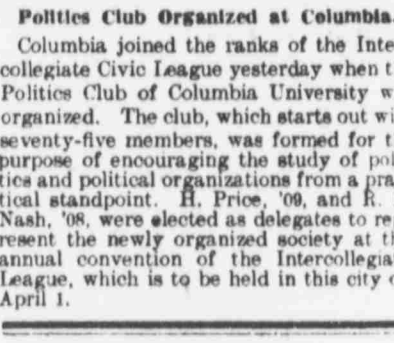 Politics Club Organized at Columbia.
Columbia joined the ranks of the Inte
collegiate Civic League yesterday when t
Politics Club of Columbia University w
organized. The club, which starts out wi
seventy-five members, was formed for t
purpose of encouraging the study of pol
tics and political organizations from a pra
tical standpoint. H. Price, '09, and R.
Nash, '08, were elected as delegates to re
resent the newly organized society at th
annual convention of the Intercollegia
League, which is to be held in this city o
April 1.